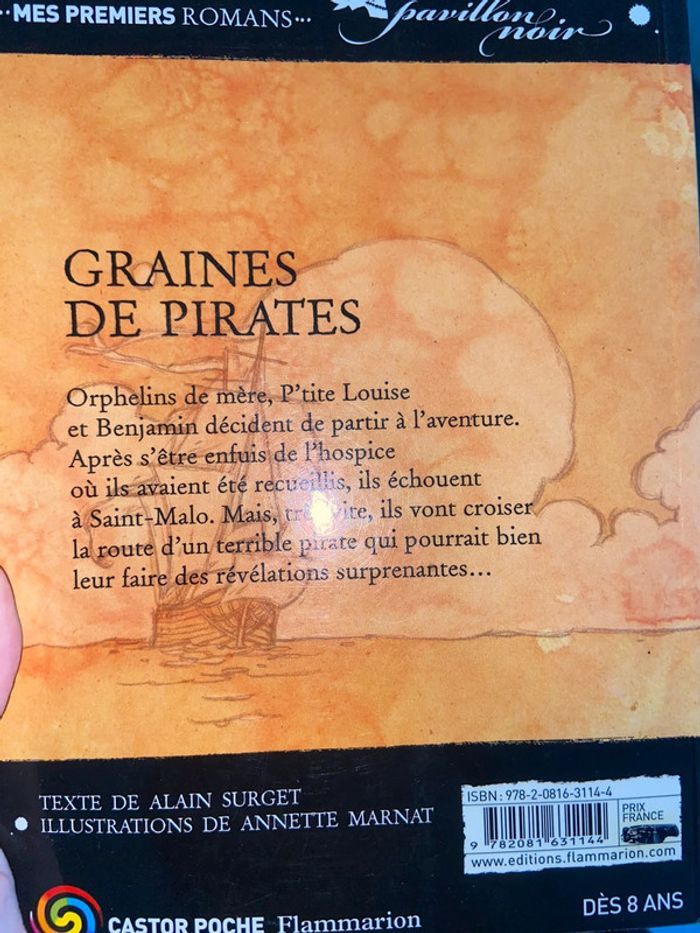 MES PREMIERS ROMANS...
pavillon
noir
GRAINES
DE PIRATES
Orphelins de mère, P'tite Louise
et Benjamin décident de partir à l'aventure.
Après s'être enfuis de l'hospice
où ils avaient été recueillis, ils échouent
à Saint-Malo. Mais, très vite, ils vont croiser
la route d'un terrible pirate qui pourrait bien
leur faire des révélations surprenantes...
TEXTE DE ALAIN SURGET
ILLUSTRATIONS DE ANNETTE MARNAT
ISBN : 978-2-0816-3114-4
9 782081 631144
PRIX
FRANCE
www.editions.flammarion.com
DÈS 8 ANS
CASTOR POCHE Flammarion